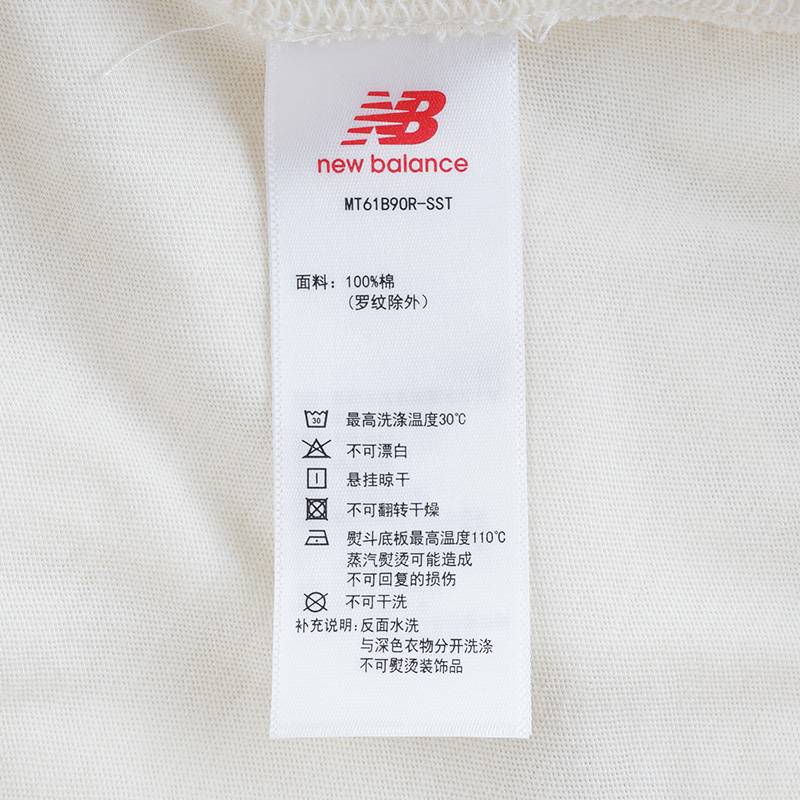 NB
new balance
MT61B90R-SST
面料：100%棉
（罗纹除外）
30
最高洗涤温度30℃
不可漂白
悬挂晾干
不可翻转干燥
熨斗底板最高温度110℃
蒸汽熨烫可能造成
不可回复的损伤
不可干洗
补充说明:反面水洗
与深色衣物分开洗涤
不可熨烫装饰品